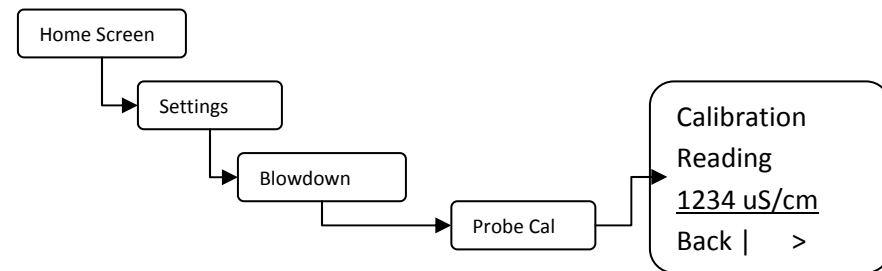 Home Screen
Settings
Blowdown
Probe Cal
Calibration
Reading
1234 uS/cm
Back |    >